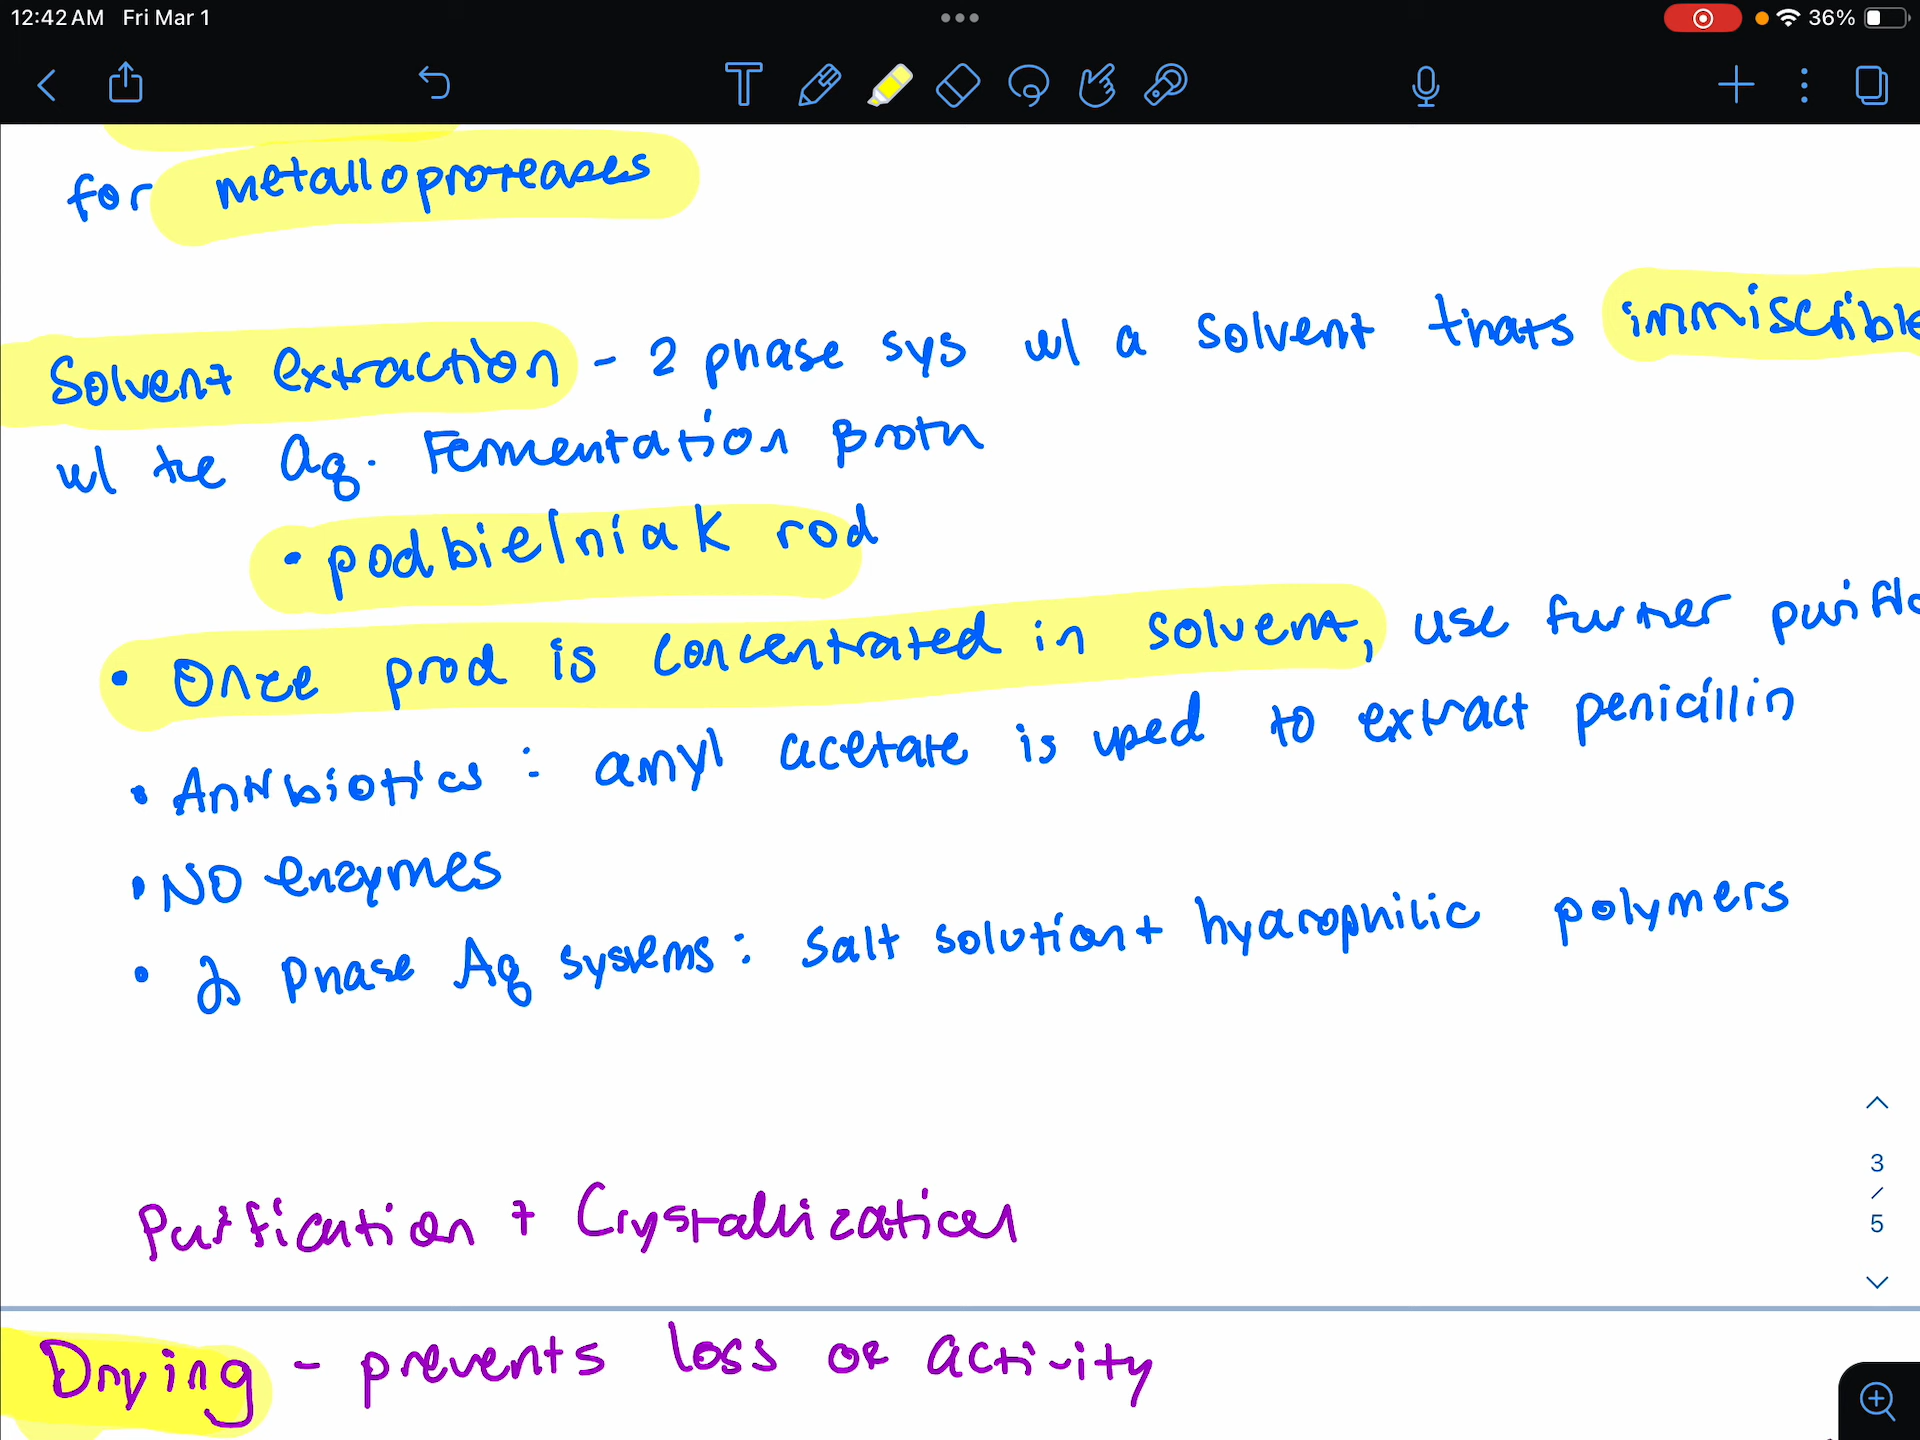 12:42 AM Fri Mar 1
36%
for metalloproteases
Solvent extraction - 2 phase sys w/ a solvent thats immiscible
w/ the Aq. Fermentation Broth
• podbielniak rod
• Once prod is concentrated in solvent, use further
• Antibiotics : amyl acetate is used to extract penicillin
• NO enzymes
• 2 phase Aq systems: salt solution + hydrophilic polymers
3
/
5
Purification + Crystallization
Drying - prevents loss of activity